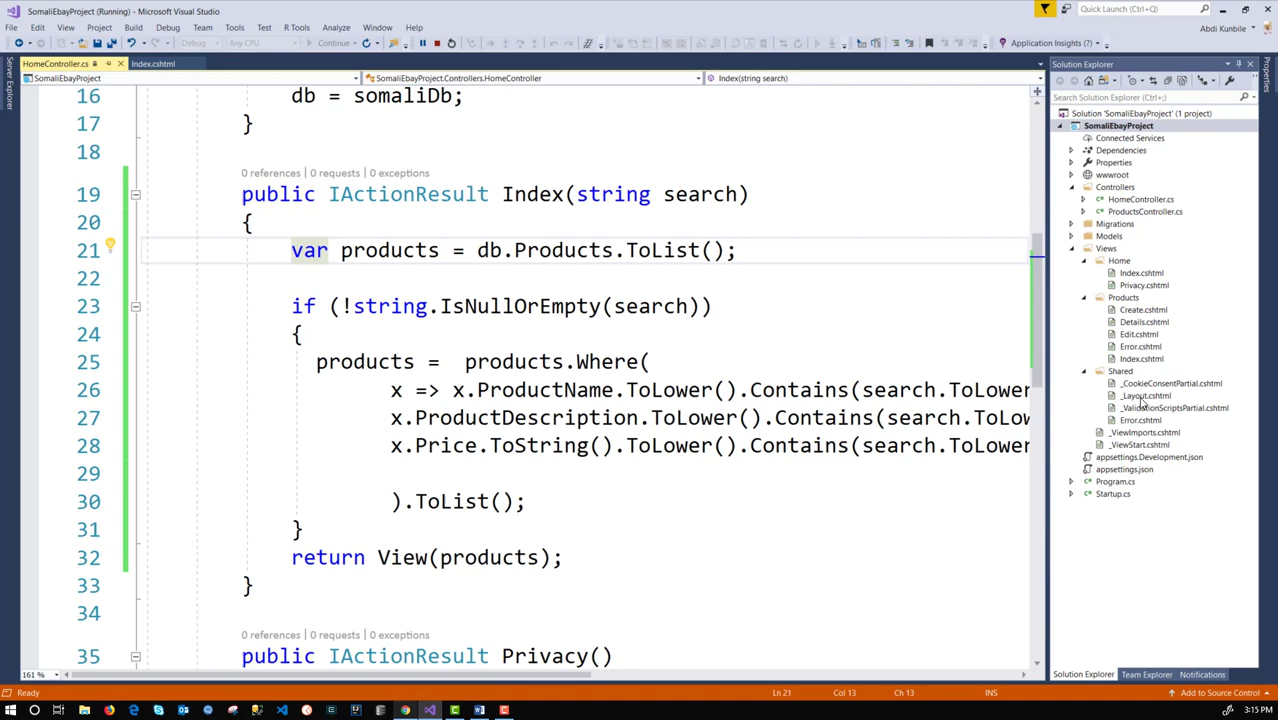 SomaliEbayProject (Running) - Microsoft Visual Studio
Quick Launch (Ctrl+Q)
File Edit View Project Build Debug Team Tools Test R Tools Analyze Window Help
Abdi Kunbile
Debug Any CPU Continue Application Insights (7)
HomeController.cs Index.cshtml
SomaliEbayProject SomaliEbayProject.Controllers.HomeController Index(string search)
Server Explorer
16 db = somaliDb;
17 }
18
0 references | 0 requests | 0 exceptions
19 public IActionResult Index(string search)
20 {
21 var products = db.Products.ToList();
22
23 if (!string.IsNullOrEmpty(search))
24 {
25 products = products.Where(
26 x => x.ProductName.ToLower().Contains(search.ToLower
27 x.ProductDescription.ToLower().Contains(search.ToLow
28 x.Price.ToString().ToLower().Contains(search.ToLower
29
30 ).ToList();
31 }
32 return View(products);
33 }
34
0 references | 0 requests | 0 exceptions
35 public IActionResult Privacy()
161 %
Solution Explorer
Search Solution Explorer (Ctrl+;)
Solution 'SomaliEbayProject' (1 project)
SomaliEbayProject
Connected Services
Dependencies
Properties
wwwroot
Controllers
HomeController.cs
ProductsController.cs
Migrations
Models
Views
Home
Index.cshtml
Privacy.cshtml
Products
Create.cshtml
Details.cshtml
Edit.cshtml
Error.cshtml
Index.cshtml
Shared
_CookieConsentPartial.cshtml
_Layout.cshtml
_ValidationScriptsPartial.cshtml
Error.cshtml
_ViewImports.cshtml
_ViewStart.cshtml
appsettings.Development.json
appsettings.json
Program.cs
Startup.cs
Solution Explorer Team Explorer Notifications
Properties
Ready Ln 21 Col 13 Ch 13 INS Add to Source Control
3:15 PM